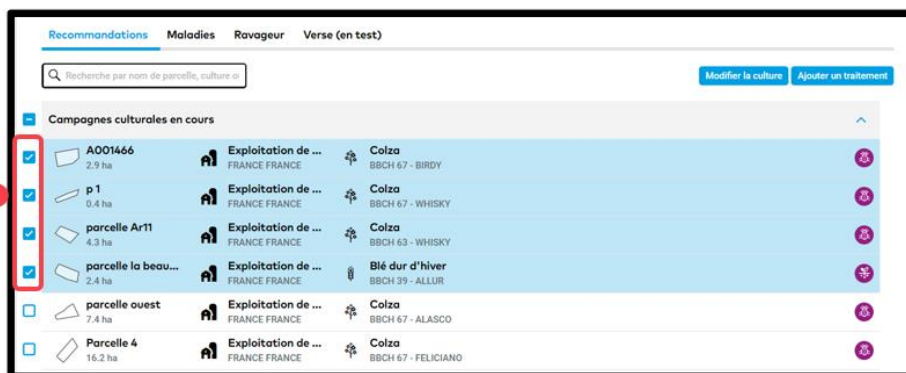 Recommandations Maladies Ravageur Verse (en test)
Recherche par nom de parcelle, culture o
Modifier la culture Ajouter un traitement
Campagnes culturales en cours
A001466 Exploitation de ... Colza
2.9 ha FRANCE FRANCE BBCH 67 - BIRDY
p 1 Exploitation de ... Colza
0.4 ha FRANCE FRANCE BBCH 67 - WHISKY
parcelle Ar11 Exploitation de ... Colza
4.3 ha FRANCE FRANCE BBCH 63 - WHISKY
parcelle la beau... Exploitation de ... Blé dur d'hiver
2.4 ha FRANCE FRANCE BBCH 39 - ALLUR
parcelle ouest Exploitation de ... Colza
7.4 ha FRANCE FRANCE BBCH 67 - ALASCO
Parcelle 4 Exploitation de ... Colza
16.2 ha FRANCE FRANCE BBCH 67 - FELICIANO